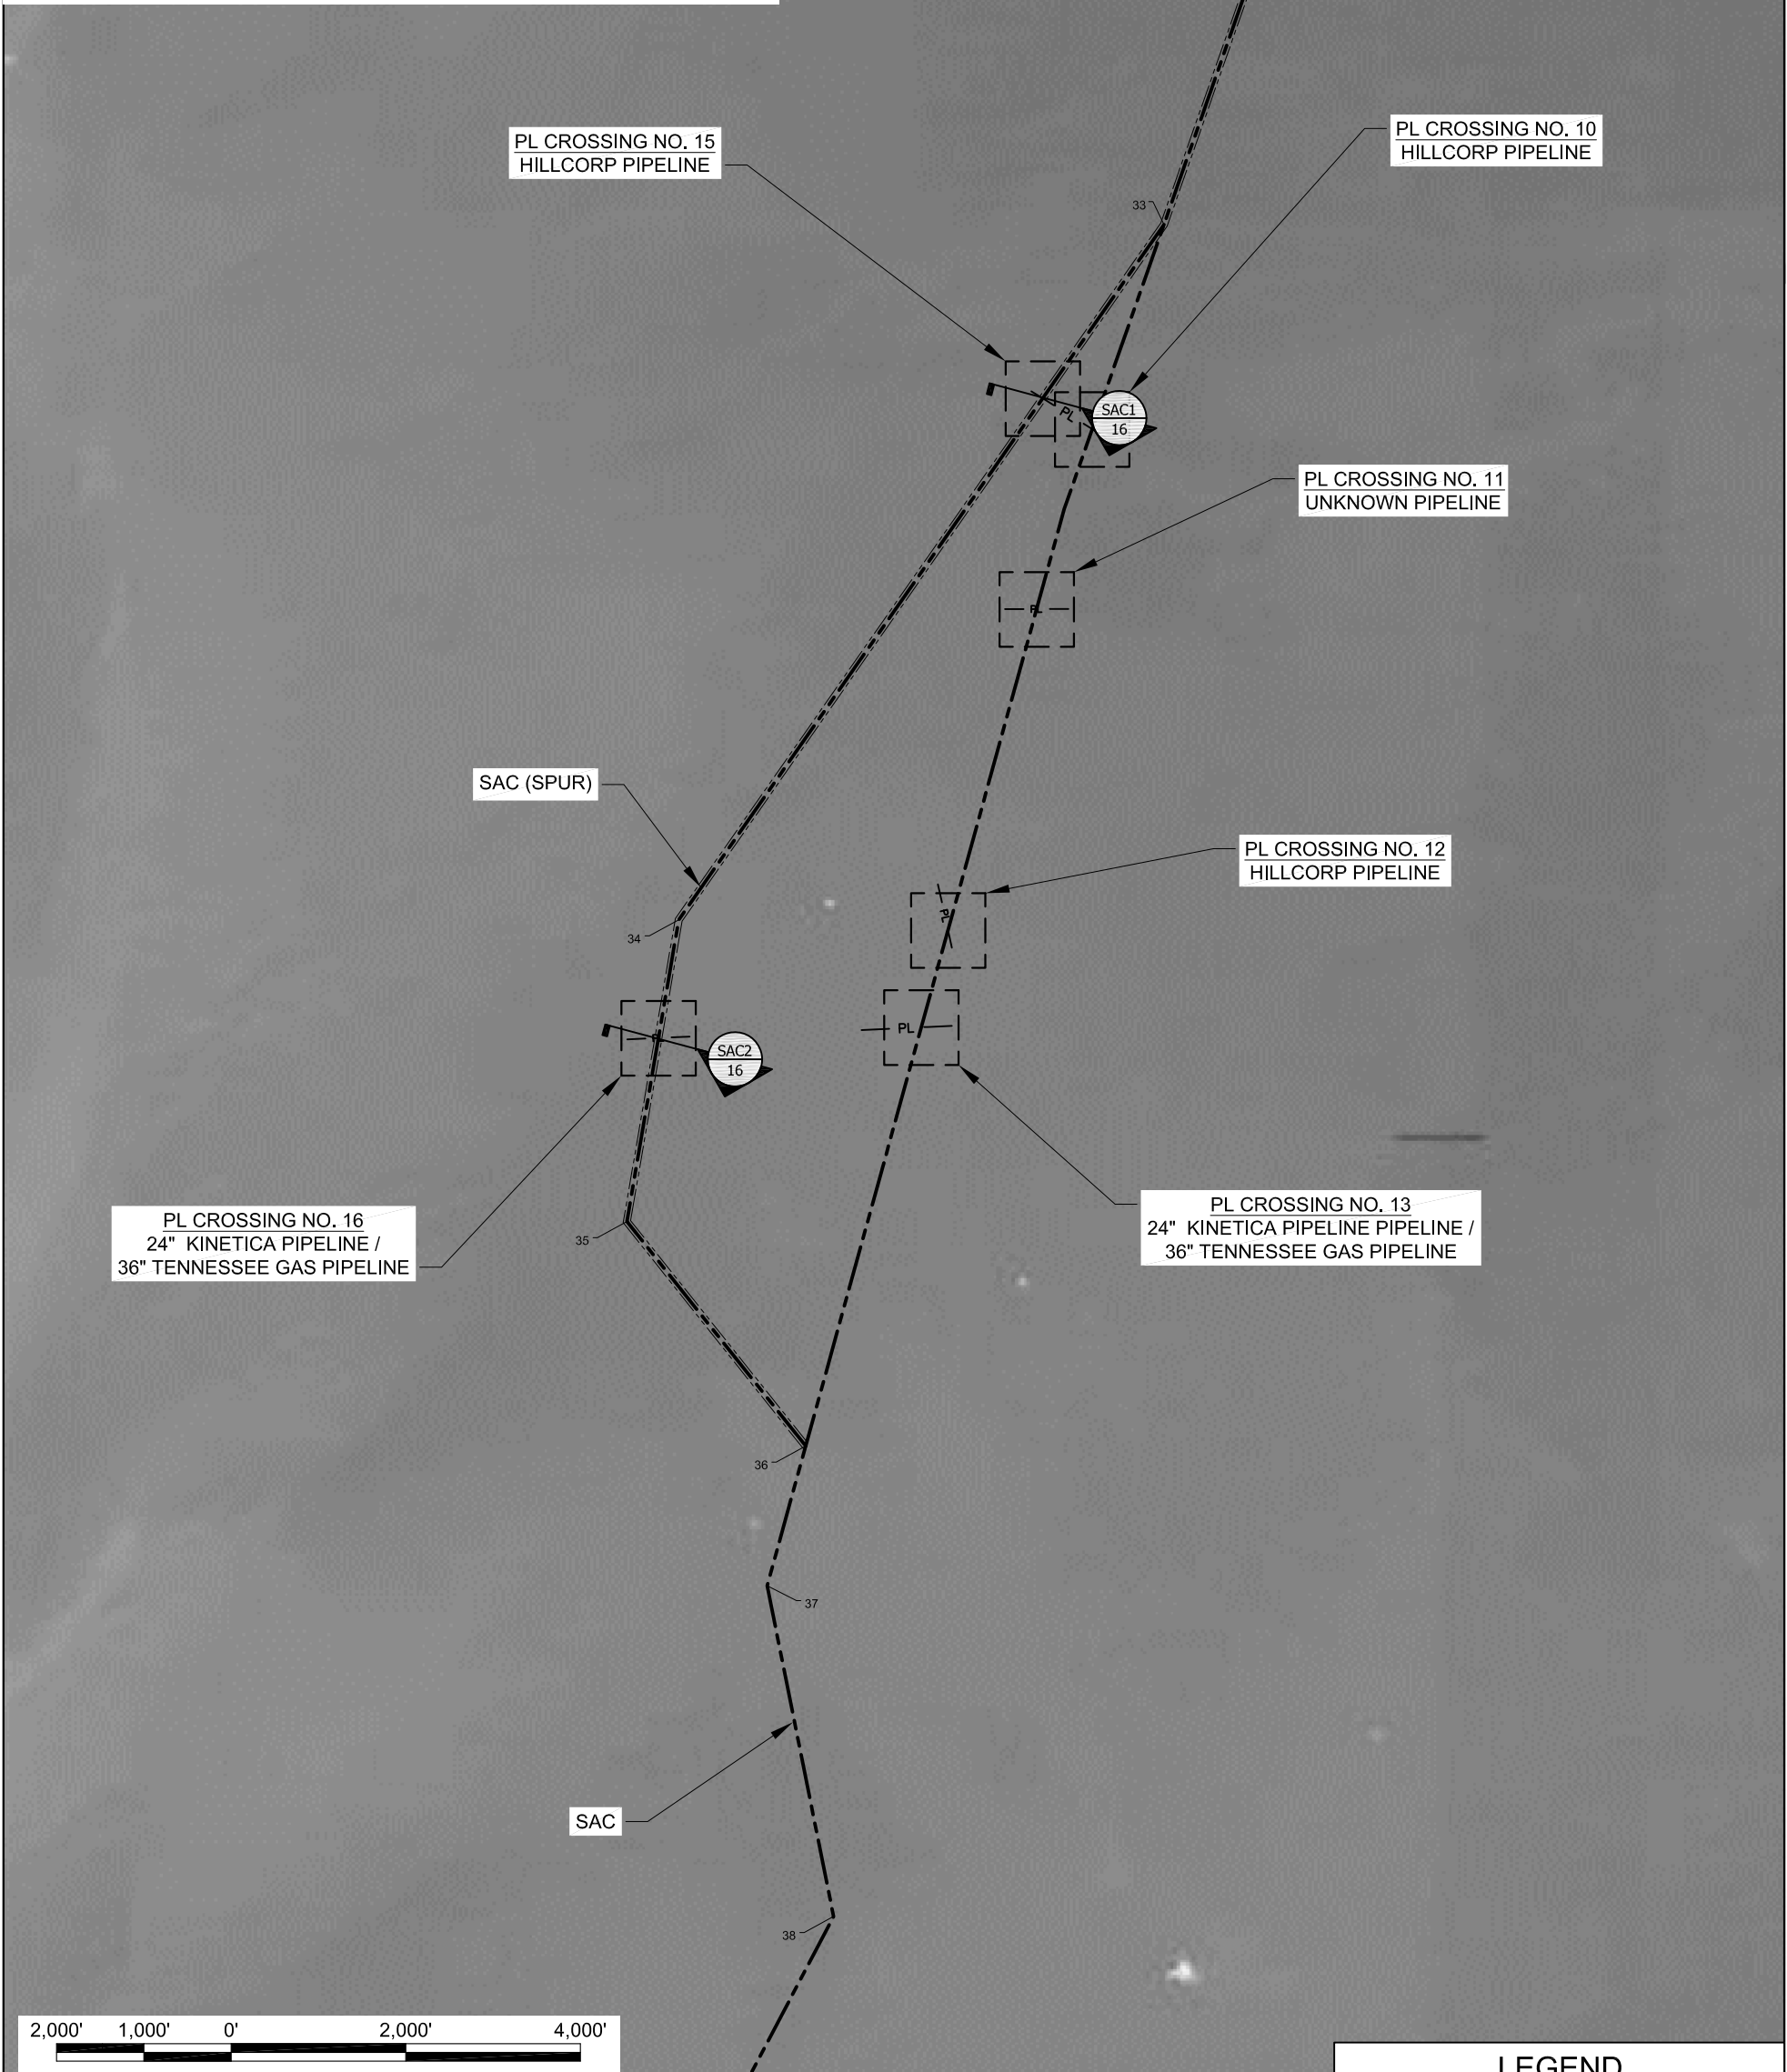 PL CROSSING NO. 15
HILLCORP PIPELINE
PL CROSSING NO. 10
HILLCORP PIPELINE
33
PL
SAC1
16
PL CROSSING NO. 11
UNKNOWN PIPELINE
PL
SAC (SPUR)
PL CROSSING NO. 12
HILLCORP PIPELINE
PL
34
PL
PL
SAC2
16
PL CROSSING NO. 16
24" KINETICA PIPELINE /
36" TENNESSEE GAS PIPELINE
PL CROSSING NO. 13
24" KINETICA PIPELINE PIPELINE /
36" TENNESSEE GAS PIPELINE
35
36
37
SAC
38
2,000' 1,000' 0' 2,000' 4,000'
LEGEND